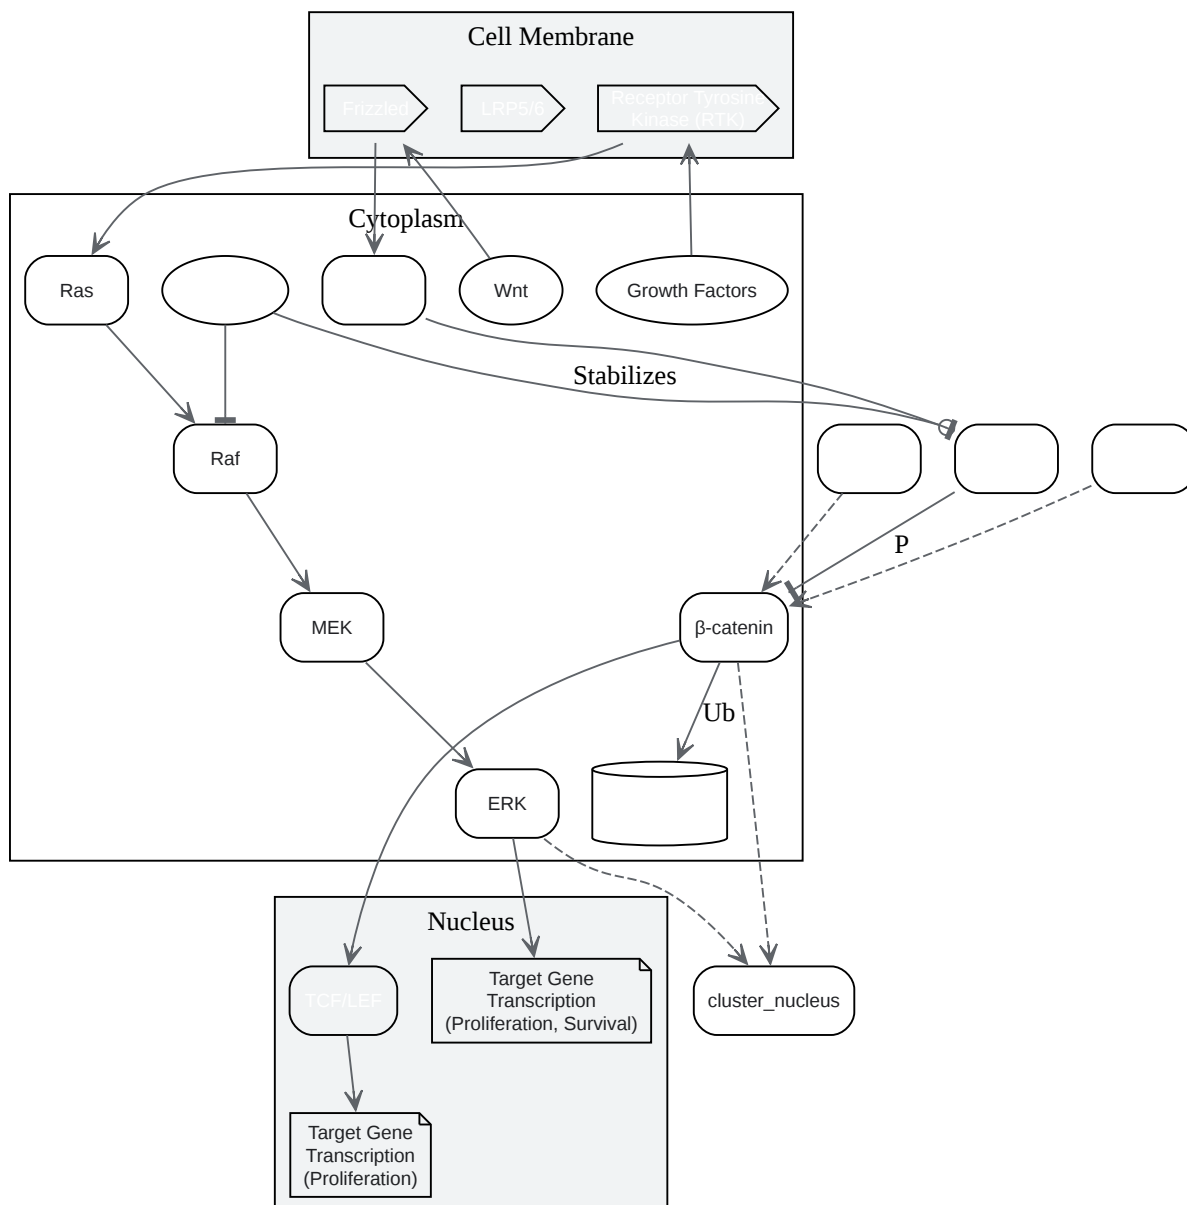 Cell Membrane
Frizzled
LRP5/6
Receptor Tyrosine
Kinase (RTK)
Cytoplasm
Ras
Wnt
Growth Factors
Stabilizes
Raf
P
MEK
β-catenin
Ub
ERK
Nucleus
TCF/LEF
Target Gene
Transcription
(Proliferation, Survival)
cluster_nucleus
Target Gene
Transcription
(Proliferation)